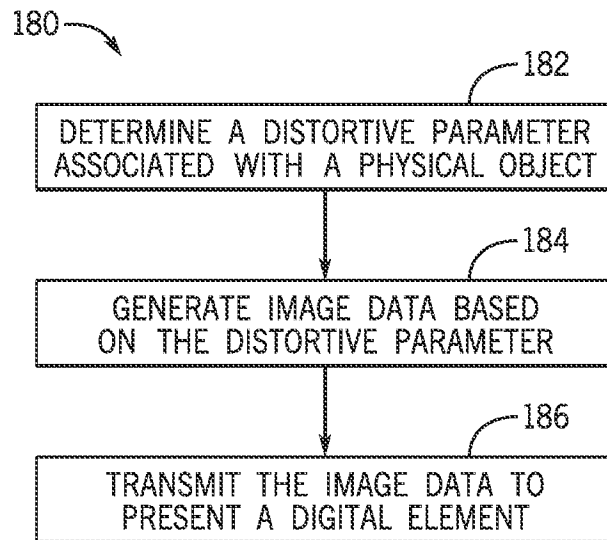 180
182
DETERMINE A DISTORTIVE PARAMETER
ASSOCIATED WITH A PHYSICAL OBJECT
184
GENERATE IMAGE DATA BASED
ON THE DISTORTIVE PARAMETER
186
TRANSMIT THE IMAGE DATA TO
PRESENT A DIGITAL ELEMENT